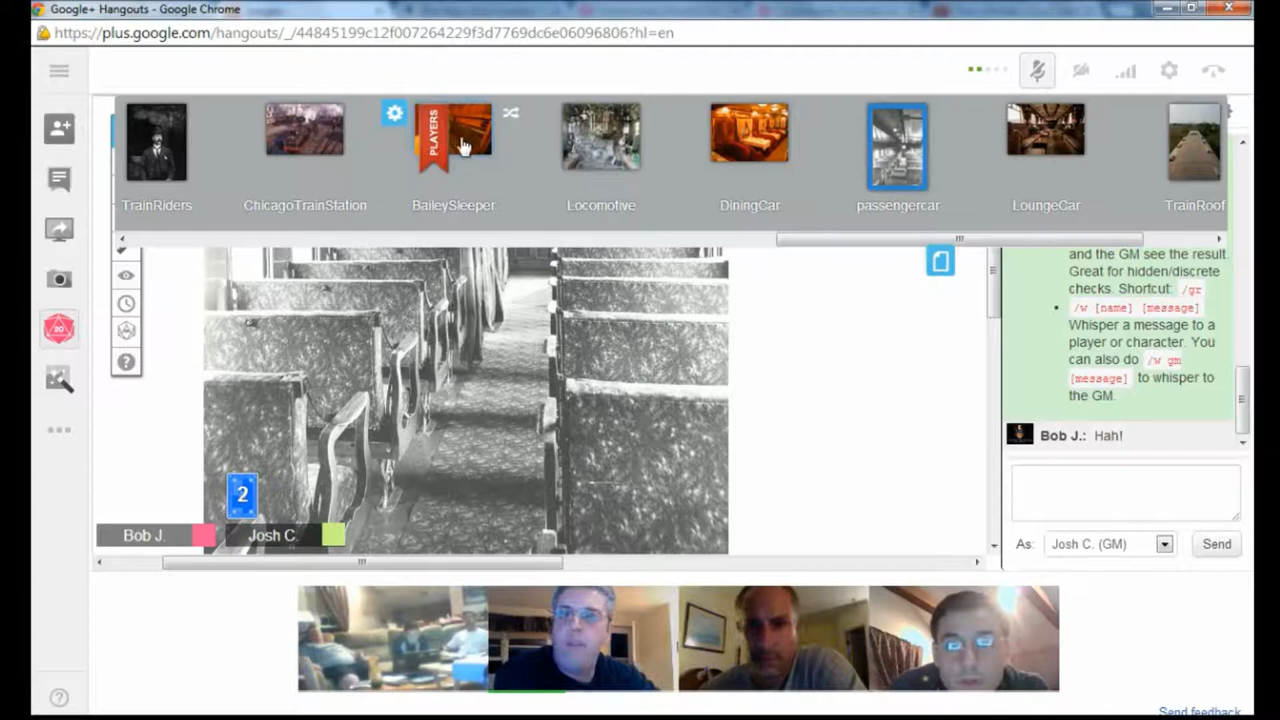 Google+ Hangouts - Google Chrome
https://plus.google.com/hangouts/_/44845199c12f007264229f3d7769dc6e06096806?hl=en
PLAYERS
TrainRiders
ChicagoTrainStation
BaileySleeper
Locomotive
DiningCar
passengercar
LoungeCar
TrainRoof
and the GM see the result.
Great for hidden/discrete
checks. Shortcut: /gr
/w [name] [message]
Whisper a message to a
player or character. You
can also do /w gm
[message] to whisper to
the GM.
Bob J.: Hah!
20
2
Bob J.
Josh C.
As: Josh C. (GM)
Send
Send feedback